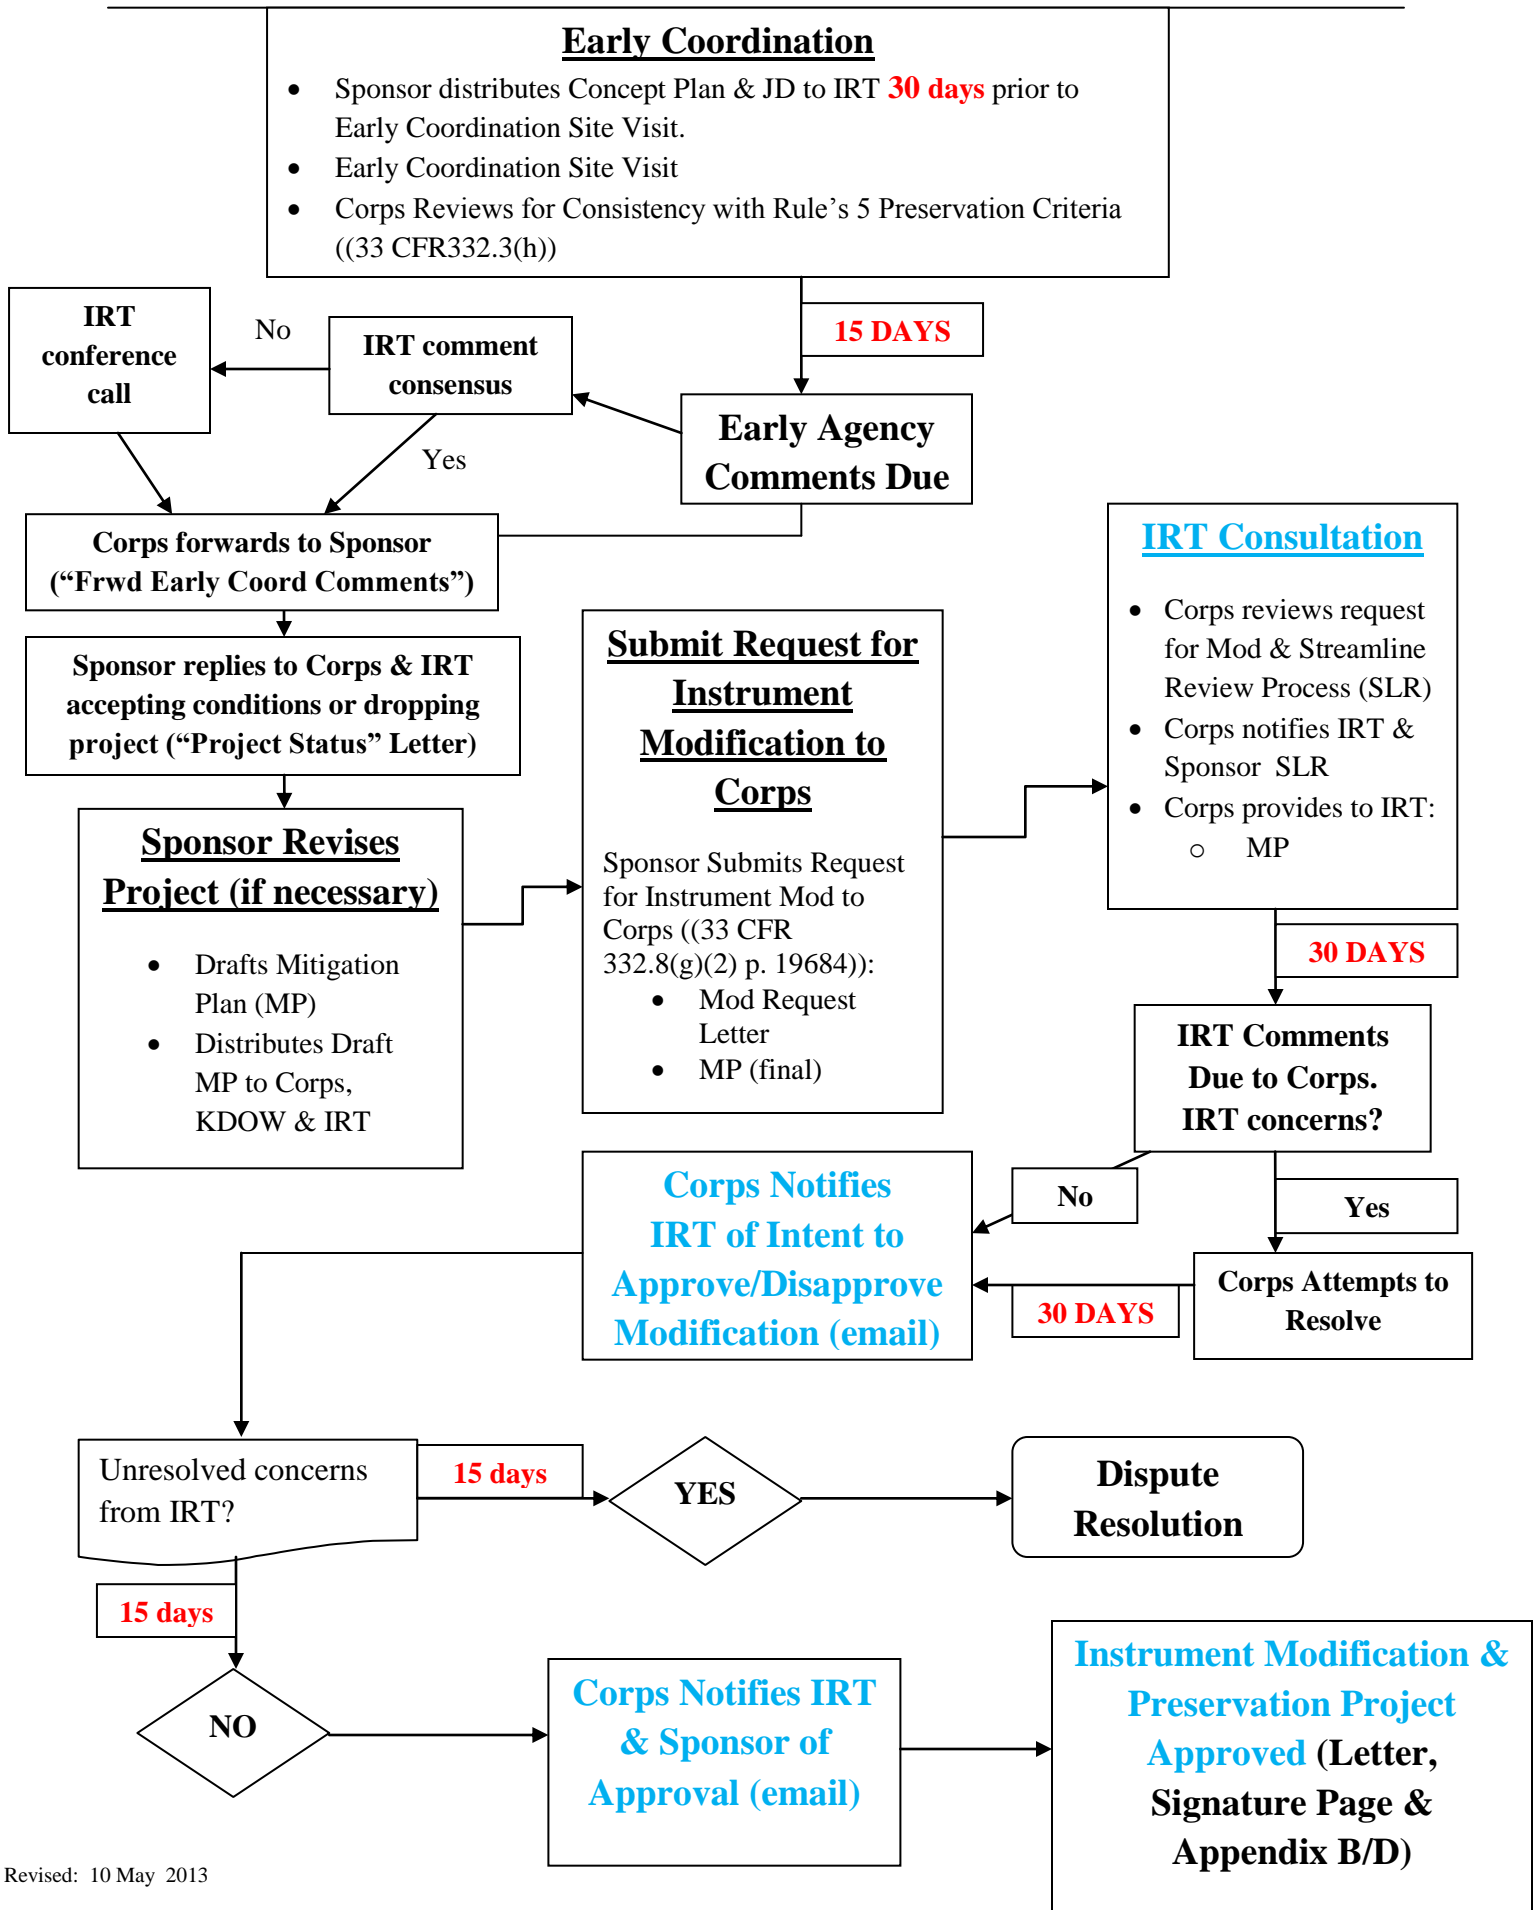 Early Coordination
• Sponsor distributes Concept Plan & JD to IRT 30 days prior to
Early Coordination Site Visit.
• Early Coordination Site Visit
• Corps Reviews for Consistency with Rule’s 5 Preservation Criteria
((33 CFR332.3(h))
15 DAYS
IRT
conference
call
No
IRT comment
consensus
Early Agency
Comments Due
Yes
Corps forwards to Sponsor
(“Frwd Early Coord Comments”)
Sponsor replies to Corps & IRT
accepting conditions or dropping
project (“Project Status” Letter)
Sponsor Revises
Project (if necessary)
• Drafts Mitigation
Plan (MP)
• Distributes Draft
MP to Corps,
KDOW & IRT
Submit Request for
Instrument
Modification to
Corps
Sponsor Submits Request
for Instrument Mod to
Corps ((33 CFR
332.8(g)(2) p. 19684)):
• Mod Request
Letter
• MP (final)
IRT Consultation
• Corps reviews request
for Mod & Streamline
Review Process (SLR)
• Corps notifies IRT &
Sponsor SLR
• Corps provides to IRT:
o MP
30 DAYS
IRT Comments
Due to Corps.
IRT concerns?
No
Yes
Corps Attempts to
Resolve
30 DAYS
Corps Notifies
IRT of Intent to
Approve/Disapprove
Modification (email)
Unresolved concerns
from IRT?
15 days
YES
Dispute
Resolution
15 days
NO
Corps Notifies IRT
& Sponsor of
Approval (email)
Instrument Modification &
Preservation Project
Approved (Letter,
Signature Page &
Appendix B/D)
Revised: 10 May 2013